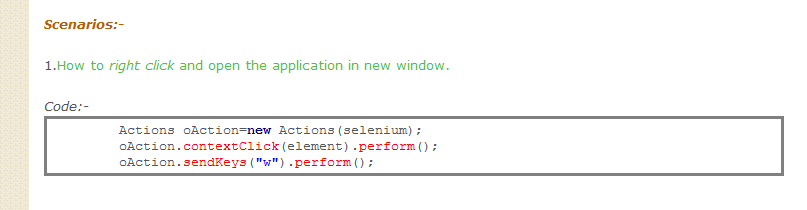 Scenarios:-
1.How to right click and open the application in new window.
Code:-
Actions oAction=new Actions(selenium);
oAction.contextClick(element).perform();
oAction.sendKeys("w").perform();